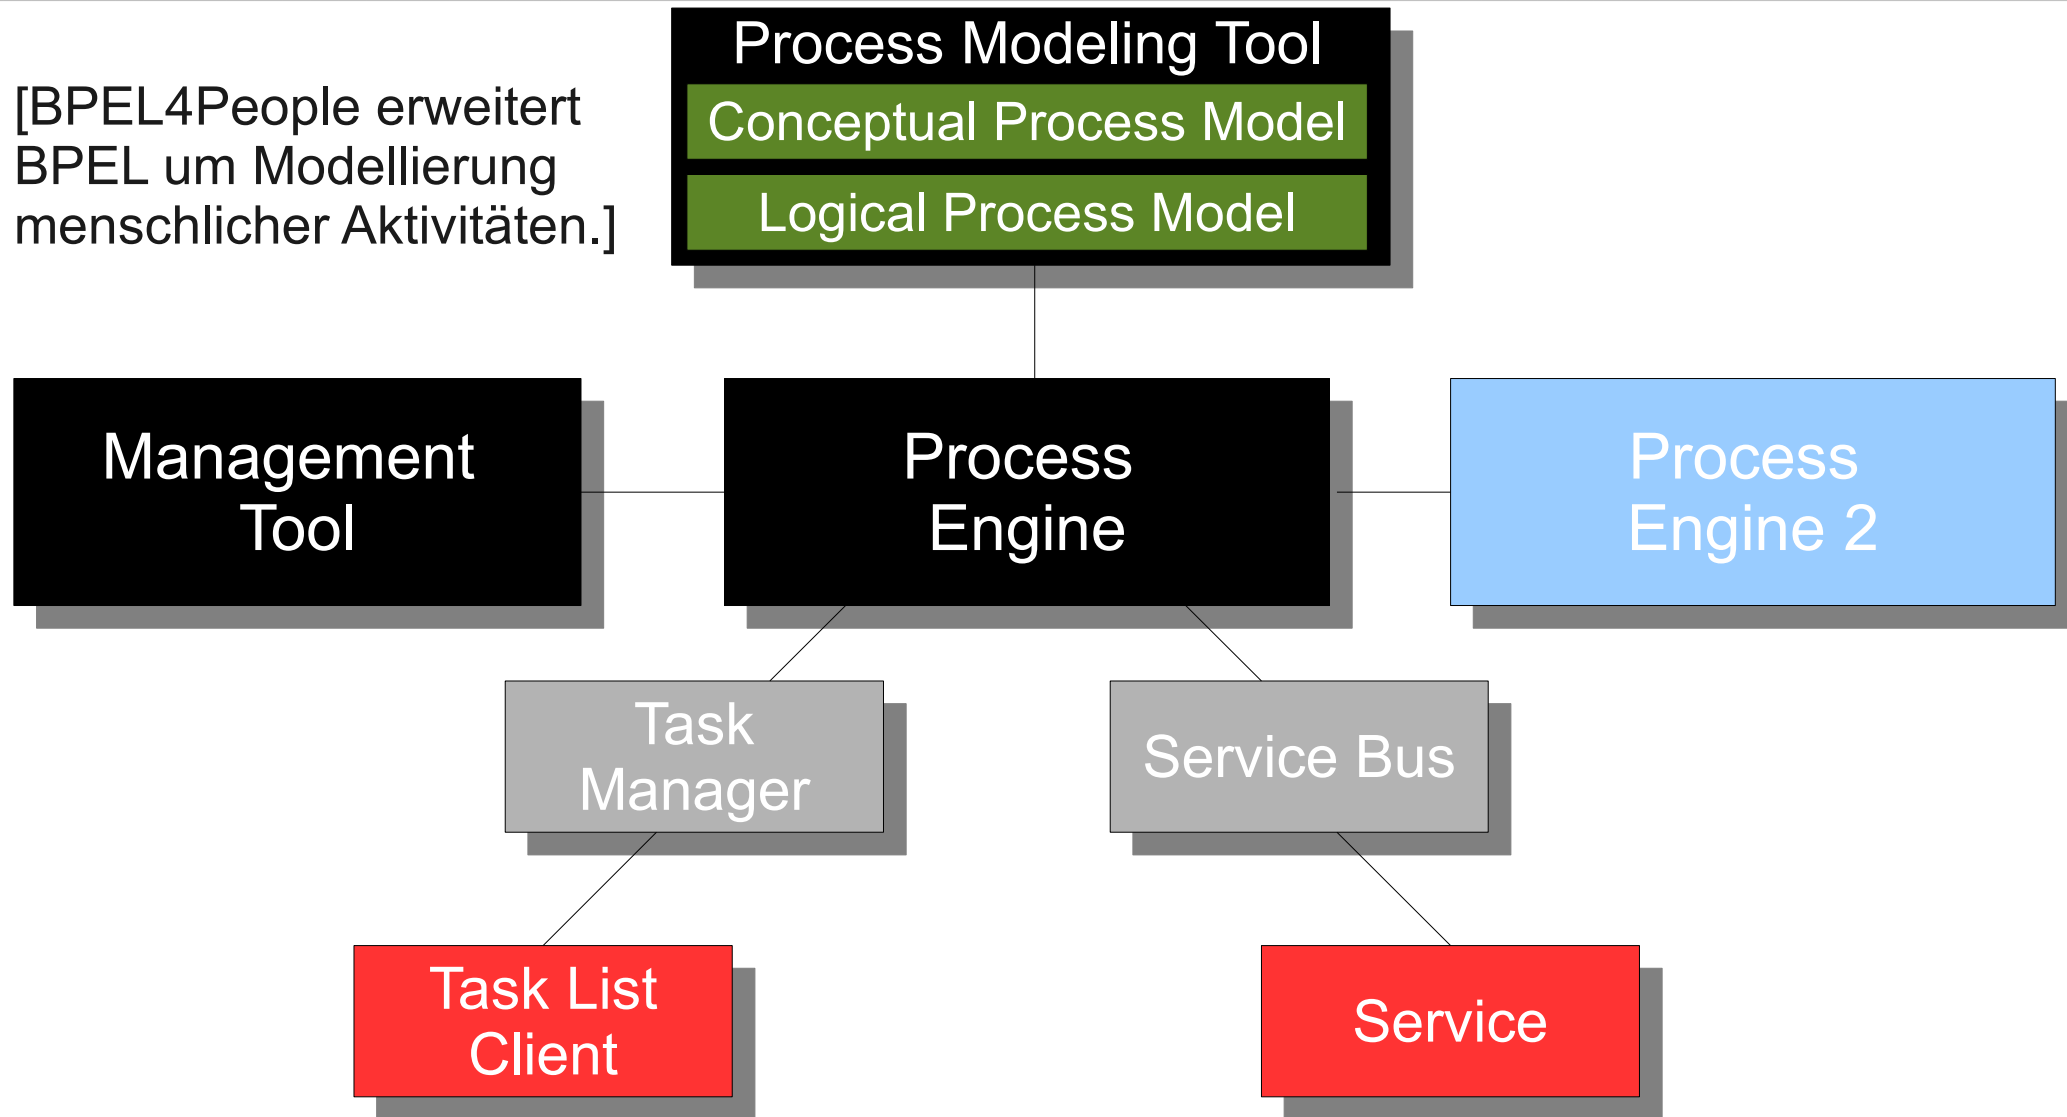 Process Modeling Tool
[BPEL4People erweitert
BPEL um Modellierung
menschlicher Aktivitäten.]
Conceptual Process Model
Logical Process Model
Management
Tool
Process
Engine
Process
Engine 2
Task
Manager
Service Bus
Task List
Client
Service